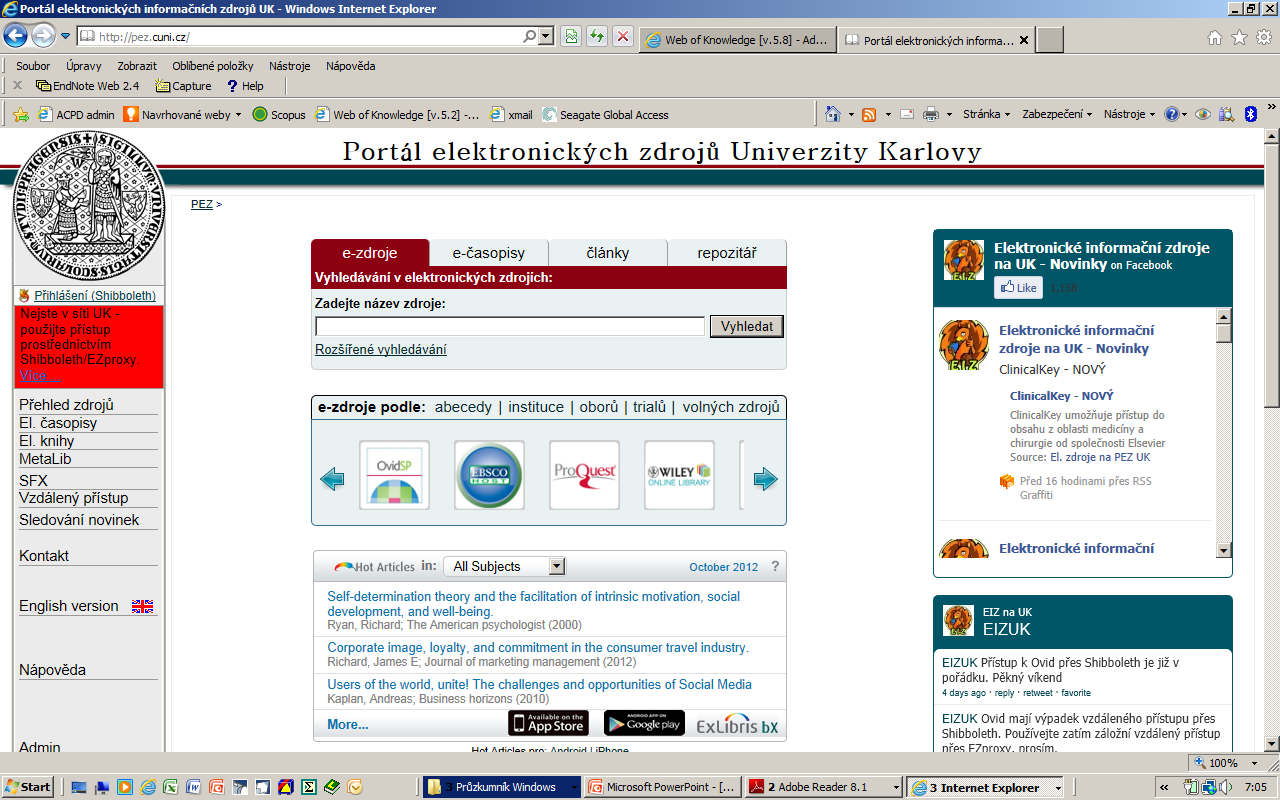 Portál elektronických informačních zdrojů UK - Windows Internet Explorer
http://pez.cuni.cz/
Web of Knowledge [v.5.8] - Ad...
Portál elektronických informa...
Soubor Úpravy Zobrazit Oblíbené položky Nástroje Nápověda
EndNote Web 2.4 Capture Help
ACPD admin Navrhované weby Scopus Web of Knowledge [v.5.2] -... xmail Seagate Global Access
Stránka Zabezpečení Nástroje
Portál elektronických zdrojů Univerzity Karlovy
PEZ >
Přihlášení (Shibboleth)
Nejste v síti UK -
použijte přístup
prostřednictvím
Shibboleth/EZproxy.
Více...
Přehled zdrojů
El. časopisy
El. knihy
MetaLib
SFX
Vzdálený přístup
Sledování novinek
Kontakt
English version
Nápověda
Admin
e-zdroje e-časopisy články repozitář
Vyhledávání v elektronických zdrojích:
Zadejte název zdroje:
Vyhledat
Rozšířené vyhledávání
e-zdroje podle: abecedy | instituce | oborů | trialů | volných zdrojů
OvidSP
EBSCO
HOST
ProQuest
WILEY
ONLINE LIBRARY
Hot Articles in: All Subjects October 2012 ?
Self-determination theory and the facilitation of intrinsic motivation, social
development, and well-being.
Ryan, Richard; The American psychologist (2000)
Corporate image, loyalty, and commitment in the consumer travel industry.
Richard, James E; Journal of marketing management (2012)
Users of the world, unite! The challenges and opportunities of Social Media
Kaplan, Andreas; Business horizons (2010)
More...
Available on the
App Store
ANDROID APP ON
Google play
ExLibris bx
Hot Articles pro: Android | iPhone
Elektronické informační zdroje
na UK - Novinky on Facebook
Like 1,158
Elektronické informační
zdroje na UK - Novinky
ClinicalKey - NOVÝ
ClinicalKey - NOVÝ
ClinicalKey umožňuje přístup do
obsahu z oblasti medicíny a
chirurgie od společnosti Elsevier
Source: El. zdroje na PEZ UK
Před 16 hodinami přes RSS
Graffiti
EIZ
Elektronické informační
EIZ na UK
EIZUK
EIZUK Přístup k Ovid přes Shibboleth je již v
pořádku. Pěkný víkend
4 days ago · reply · retweet · favorite
EIZUK Ovid mají výpadek vzdáleného přístupu přes
Shibboleth. Používejte zatím záložní vzdálený přístup
přes EZproxy, prosím.
100%
Start
3 Průzkumník Windows
Microsoft PowerPoint - [...
2 Adobe Reader 8.1
3 Internet Explorer
7:05